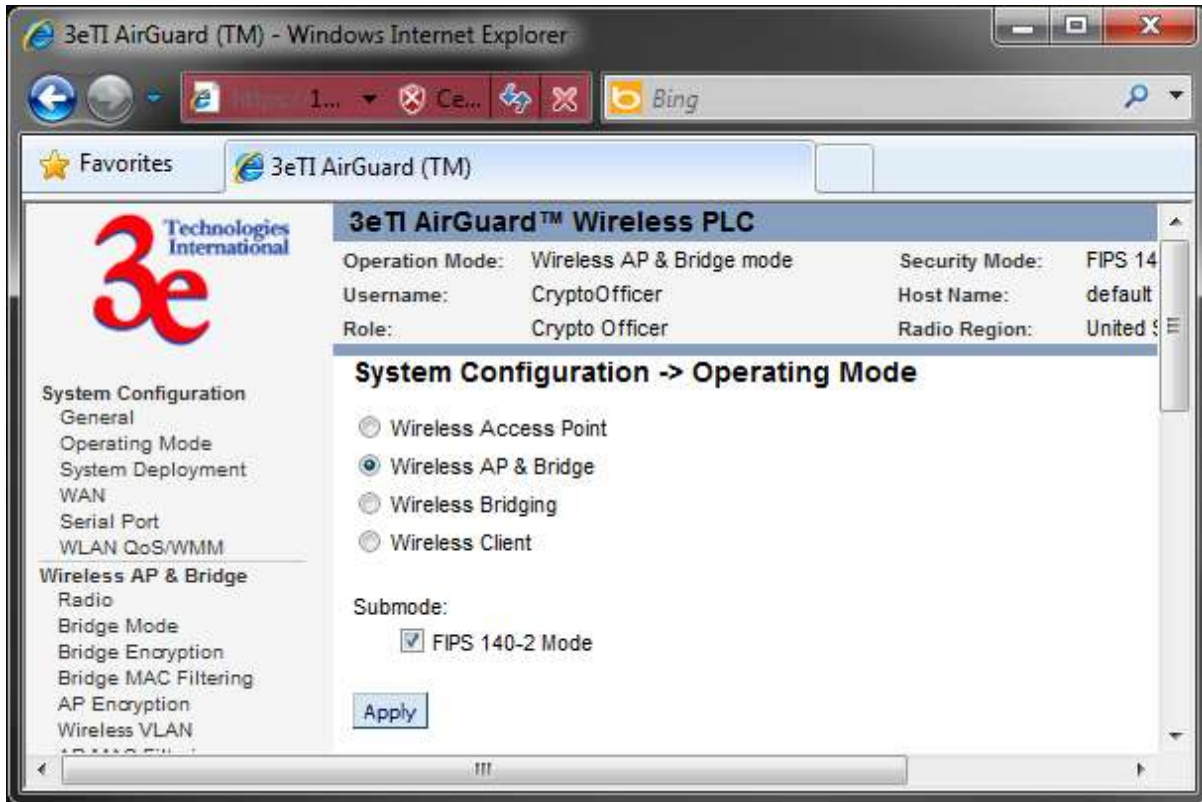 3eTI AirGuard (TM) - Windows Internet Explorer
1... Ce... Bing
Favorites 3eTI AirGuard (TM)
3e Technologies International
3eTI AirGuard™ Wireless PLC
Operation Mode: Wireless AP & Bridge mode Security Mode: FIPS 14
Username: CryptoOfficer Host Name: default
Role: Crypto Officer Radio Region: United
System Configuration -> Operating Mode
Wireless Access Point
Wireless AP & Bridge
Wireless Bridging
Wireless Client
Submode:
FIPS 140-2 Mode
Apply
System Configuration
General
Operating Mode
System Deployment
WAN
Serial Port
WLAN QoS/WMM
Wireless AP & Bridge
Radio
Bridge Mode
Bridge Encryption
Bridge MAC Filtering
AP Encryption
Wireless VLAN